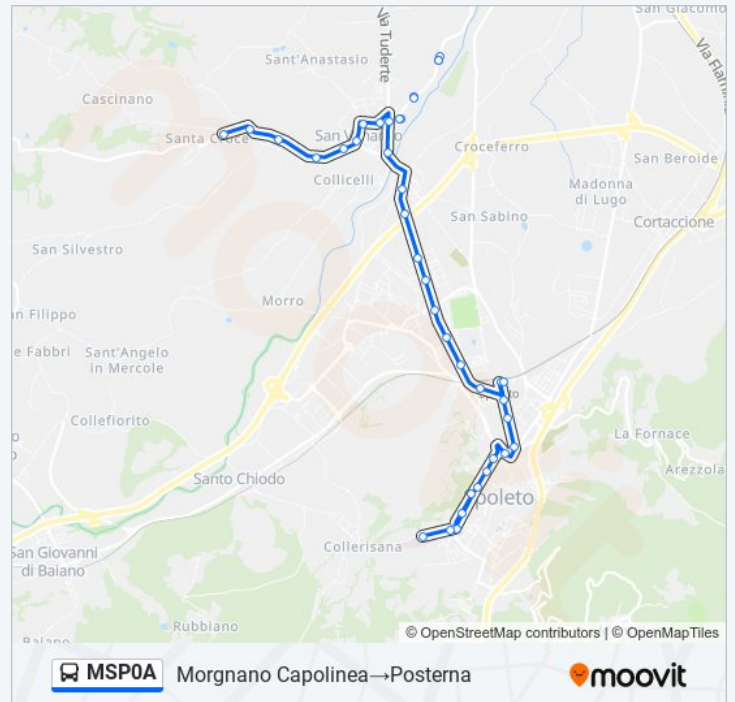 San Giacomo
Via Tuderte
Via Flaminia
Sant'Anastasio
Cascinano
Santa Croce
San Venanzo
Croceferro
San Beroide
Collicelli
Madonna
di Lugo
San Sabino
Cortaccione
San Silvestro
Morro
n Filippo
e Fabbri
Sant'Angelo
in Mercole
Collefiorito
La Fornace
Arezzola
Santo Chiodo
poleto
Collerisana
San Giovanni
di Baiano
Rubbiano
Baiano
© OpenStreetMap contributors | © OpenMapTiles
MSP0A Morgnano Capolinea→Posterna
moovit